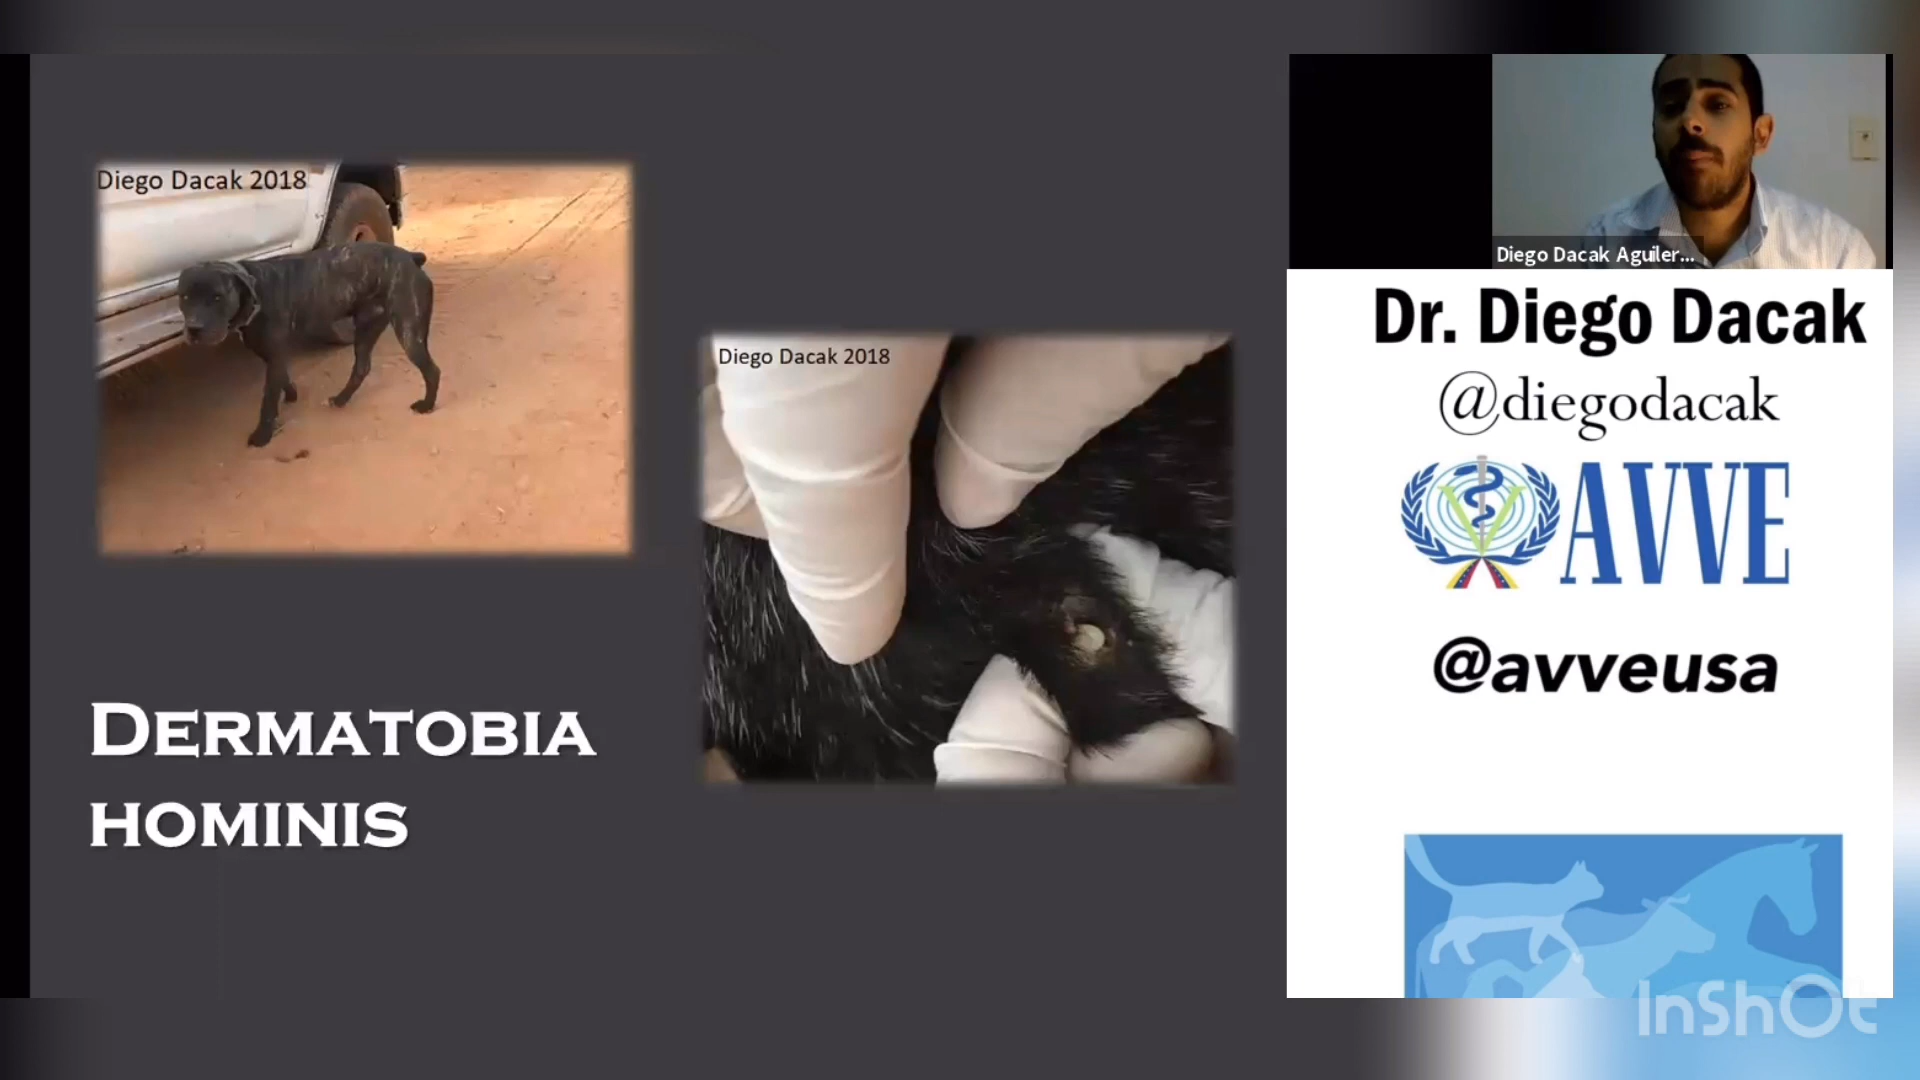 Diego Dacak 2018
Diego Dacak 2018
DERMATOBIA
HOMINIS
Diego Dacak Aguiler...
Dr. Diego Dacak
@diegodacak
AVVE
@avveusa
InShOt